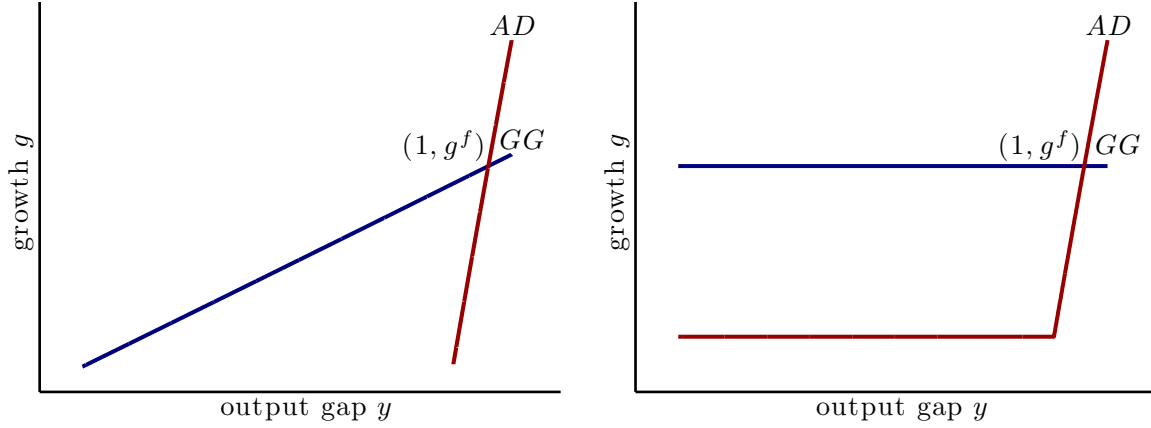 AD
(1, g^f) GG
growth g
output gap y
AD
(1, g^f) GG
growth g
output gap y